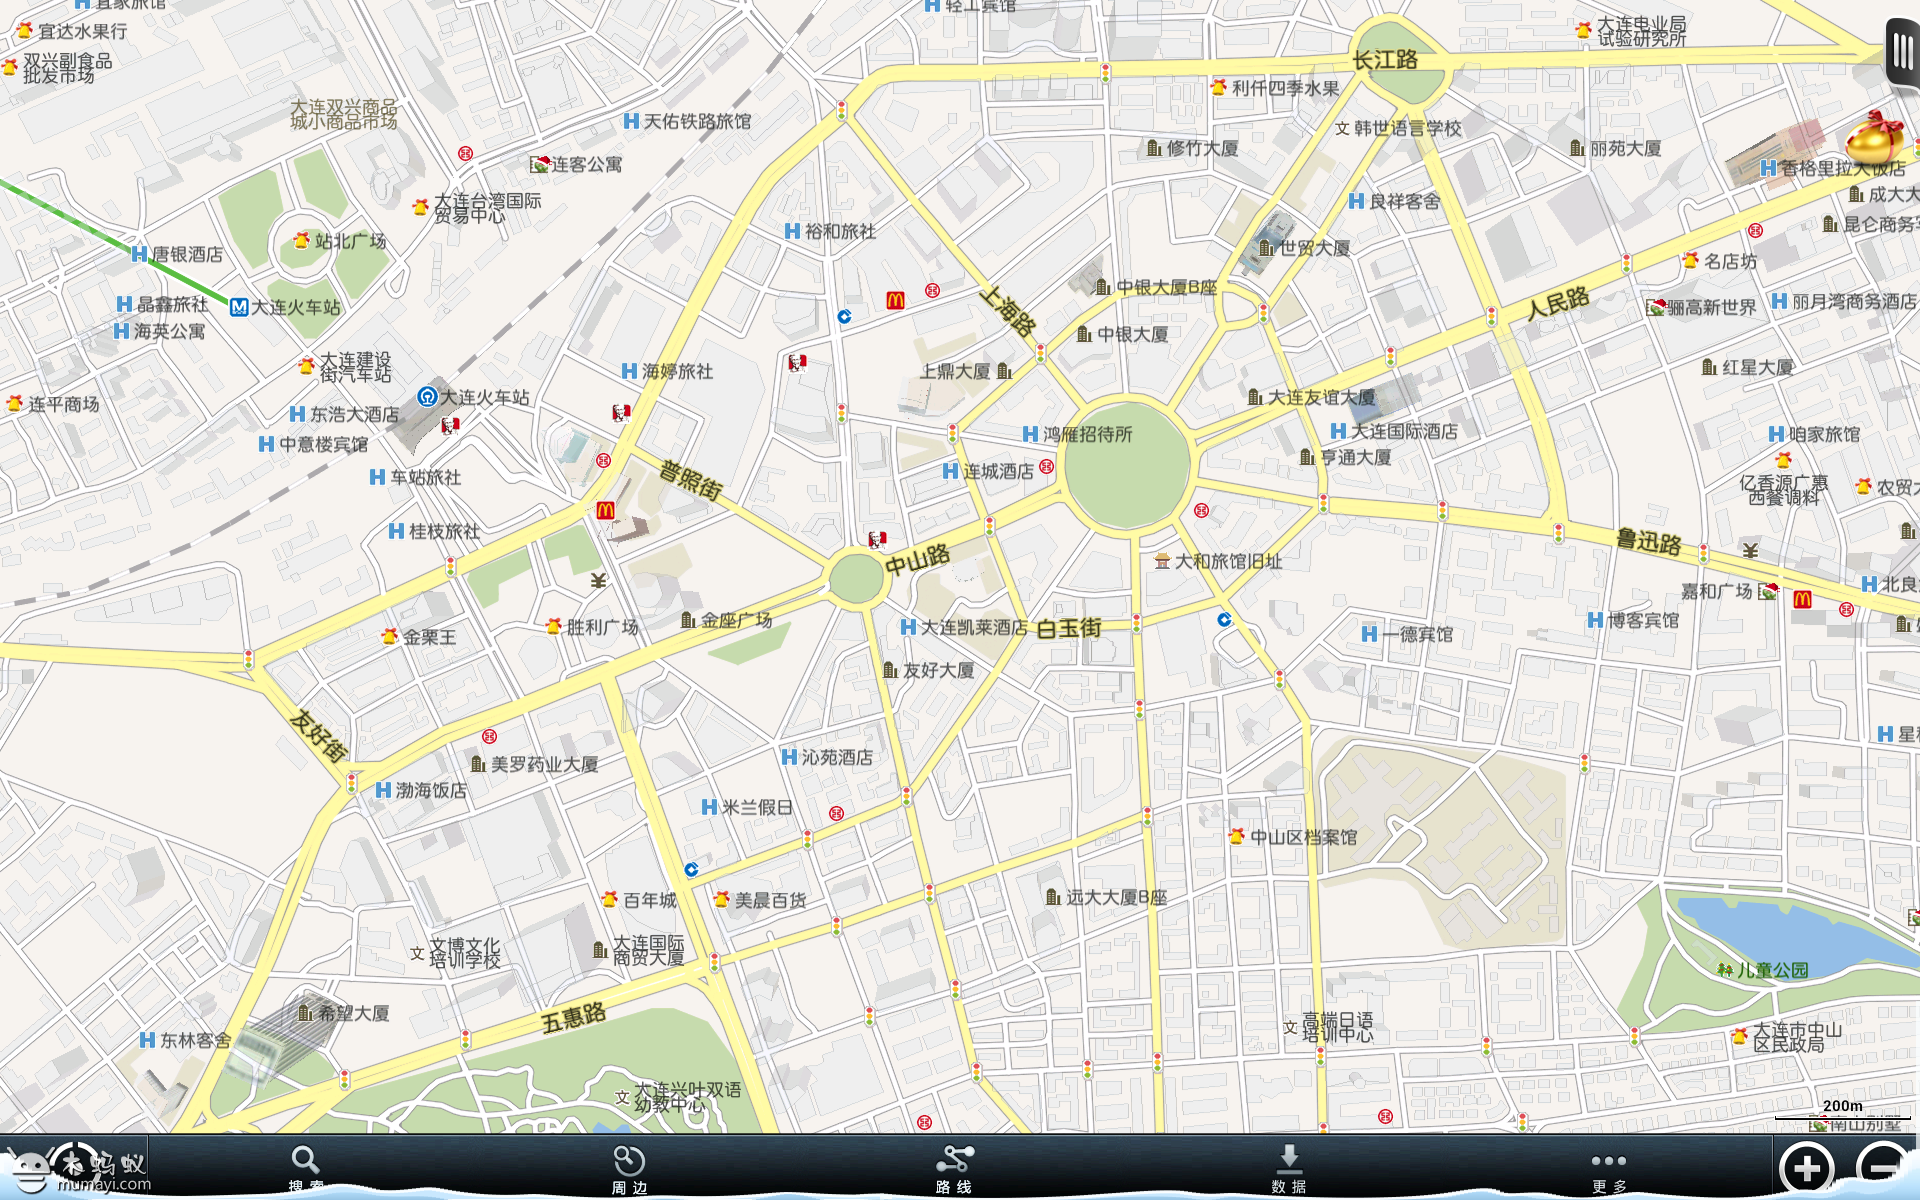 宜家旅馆
轻工宾馆
宜达水果行
大连电业局
试验研究所
双兴副食品
批发市场
长江路
利仟四季水果
大连双兴商品
城小商品市场
天佑铁路旅馆
文 韩世语言学校
修竹大厦
丽苑大厦
连客公寓
香格里拉大饭店
大连台湾国际
贸易中心
良祥客舍
成大大
昆仑商务
裕和旅社
站北广场
世贸大厦
唐银酒店
名店坊
中银大厦B座
晶鑫旅社
大连火车站
上海路
人民路
骊高新世界
丽月湾商务酒店
海英公寓
中银大厦
大连建设
街汽车站
海婷旅社
上鼎大厦
红星大厦
连平商场
东浩大酒店
大连火车站
大连友谊大厦
中意楼宾馆
鸿雁招待所
大连国际酒店
咱家旅馆
车站旅社
普照街
连城酒店
亨通大厦
亿香源广惠
西餐调料
农贸大
桂枝旅社
中山路
大和旅馆旧址
鲁迅路
嘉和广场
北良
金栗王
胜利广场
金座广场
大连凯莱酒店
白玉街
一德宾馆
博客宾馆
友好大厦
友好街
沁苑酒店
美罗药业大厦
渤海饭店
米兰假日
中山区档案馆
百年城
美晨百货
远大大厦B座
文 文博文化
培训学校
大连国际
商贸大厦
儿童公园
希望大厦
五惠路
东林客舍
文 高端日语
培训中心
大连市中山
区民政局
文 大连兴叶双语
幼教中心
200m
南山别墅
木蚂蚁
mumayi.com
搜索
周边
路线
数据
更多